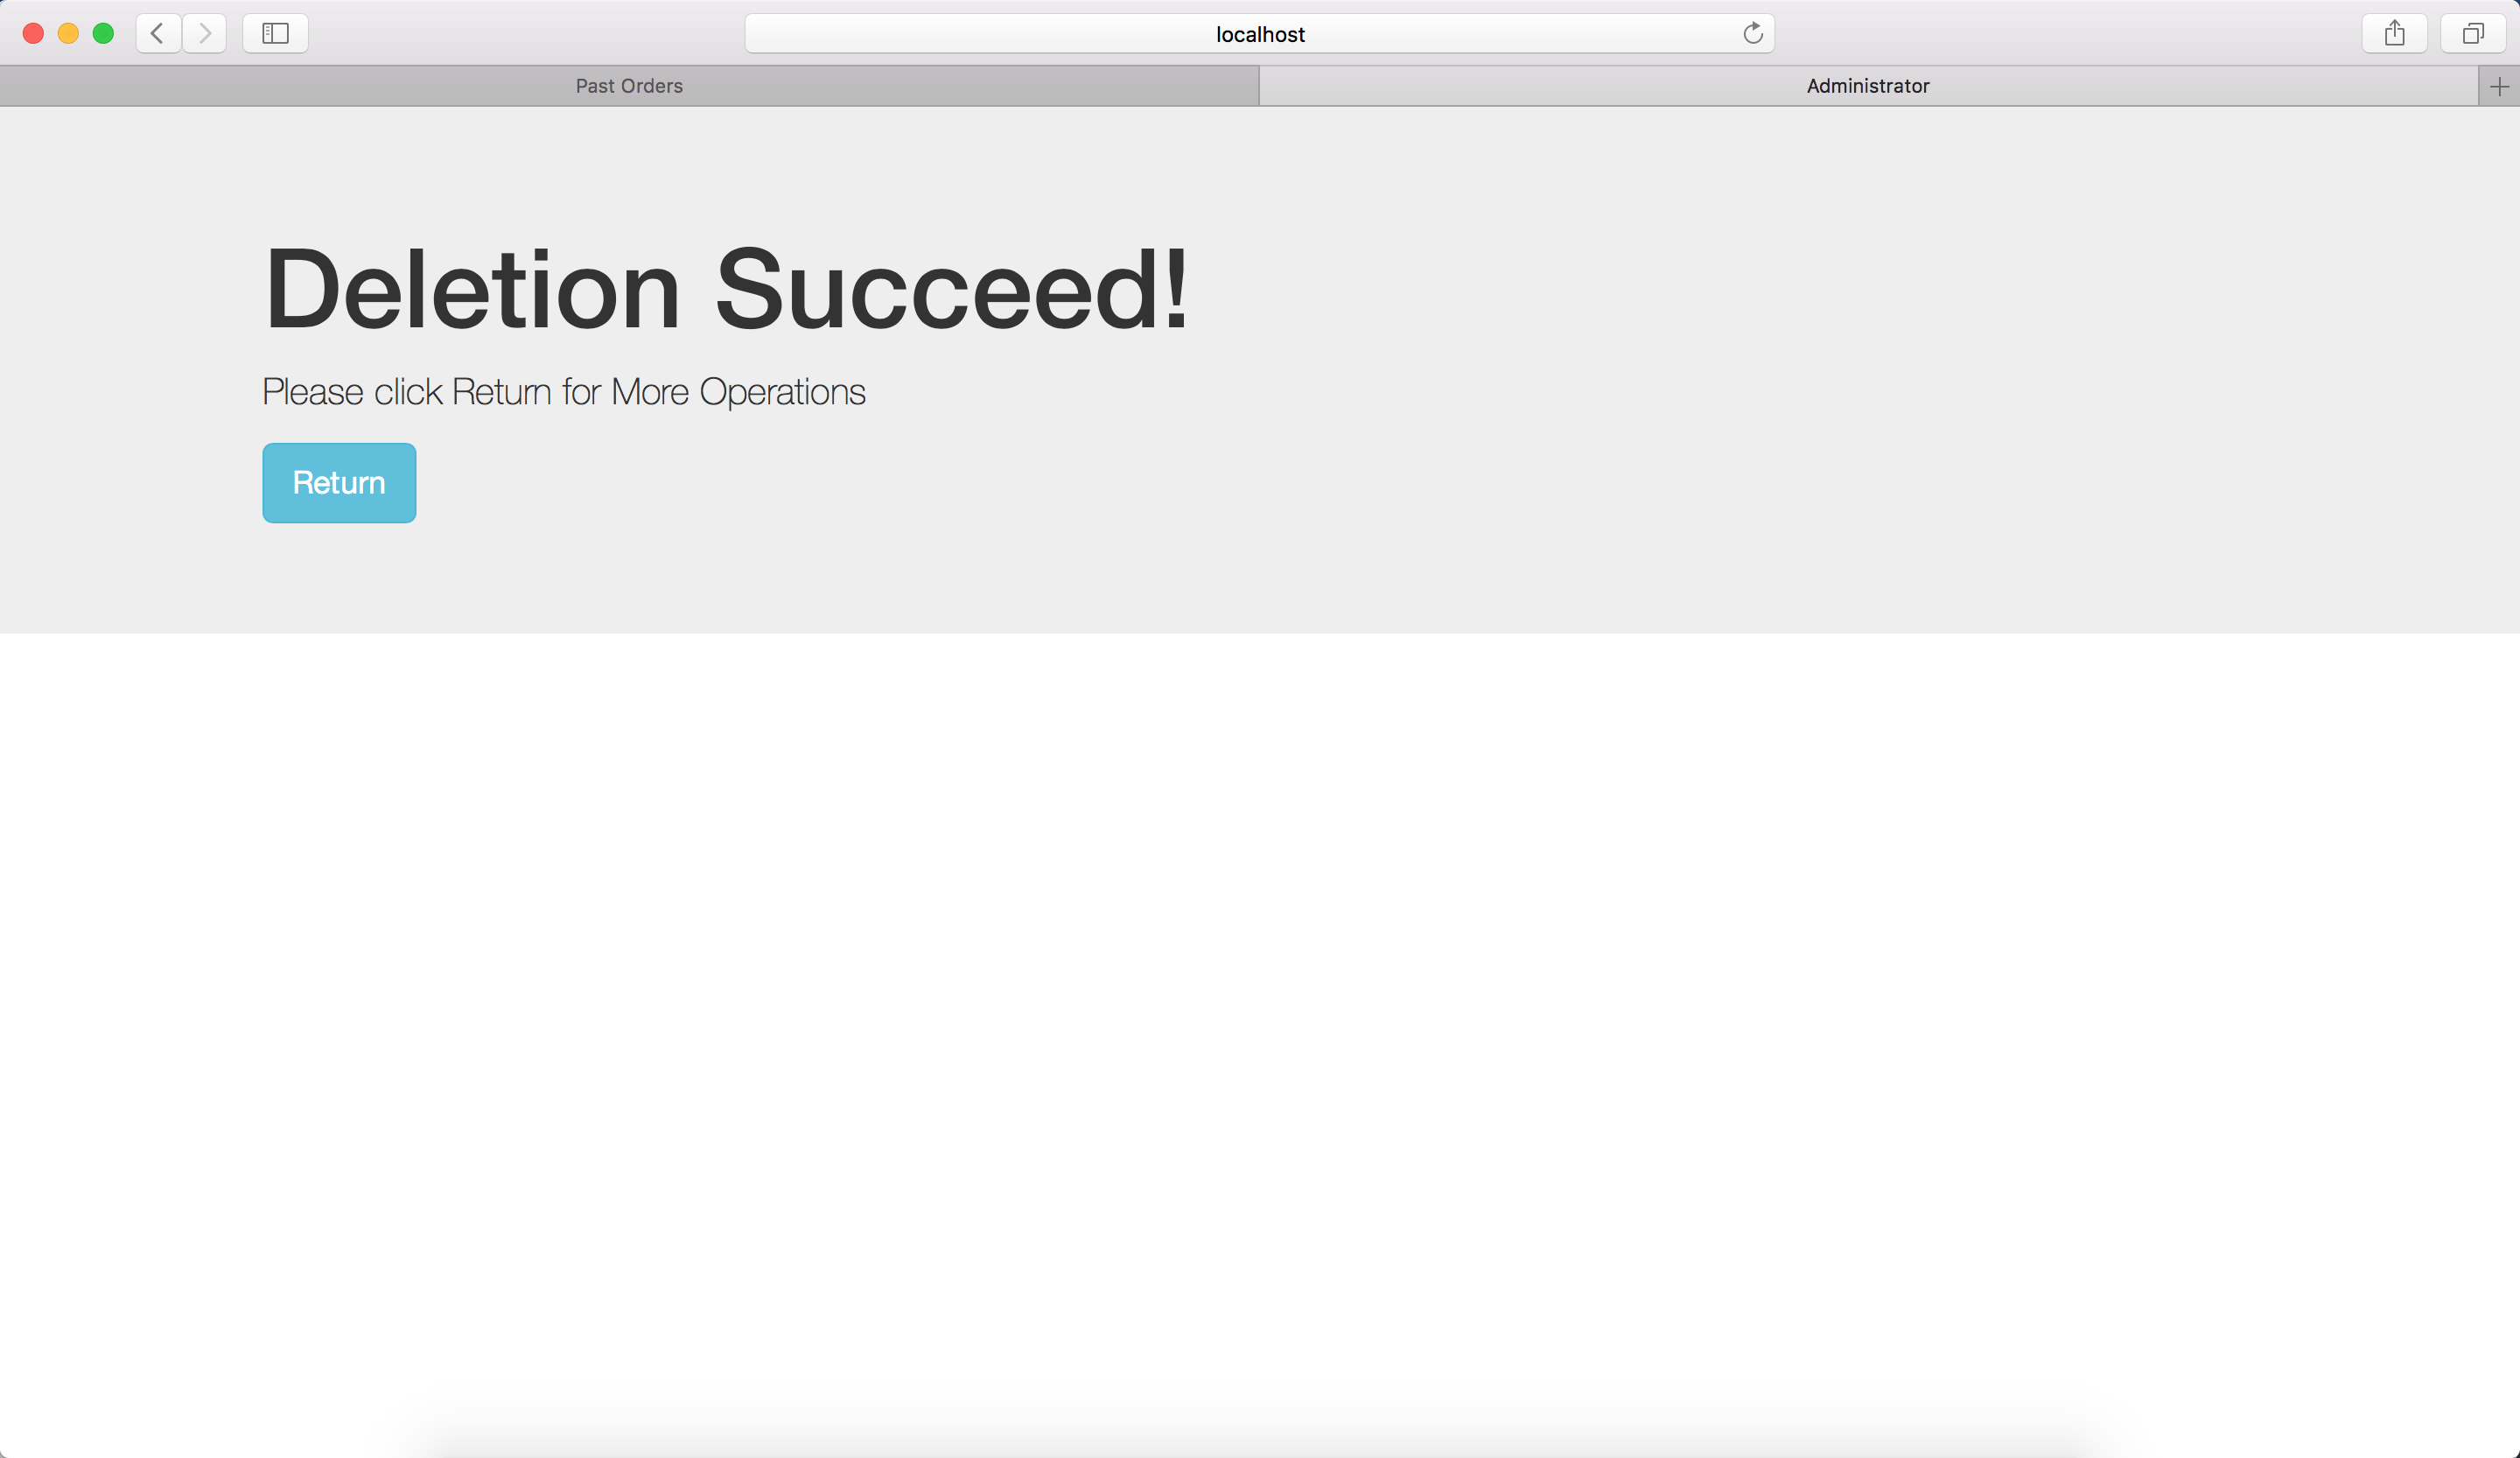 localhost
Past Orders
Administrator
Deletion Succeed!
Please click Return for More Operations
Return